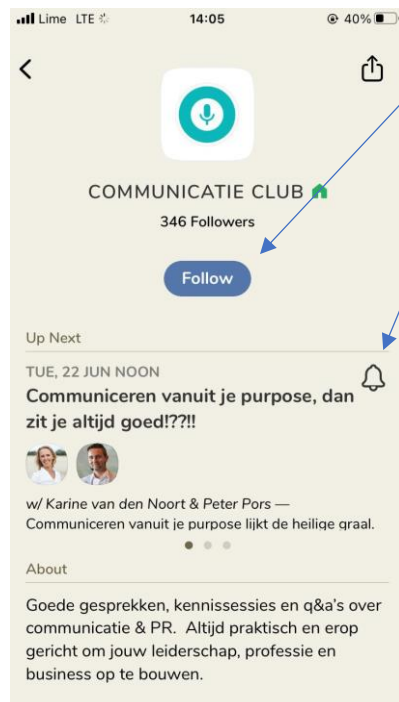 Lime LTE 14:05 40%
COMMUNICATIE CLUB
346 Followers
Follow
Up Next
TUE, 22 JUN NOON
Communiceren vanuit je purpose, dan
zit je altijd goed!??!!
w/ Karine van den Noort & Peter Pors —
Communiceren vanuit je purpose lijkt de heilige graal.
About
Goede gesprekken, kennissessies en q&a's over
communicatie & PR. Altijd praktisch en erop
gericht om jouw leiderschap, professie en
business op te bouwen.